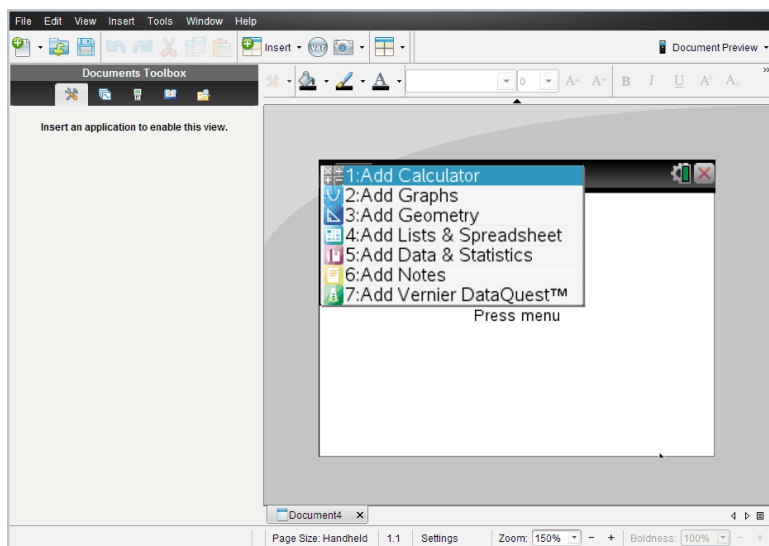 File Edit View Insert Tools Window Help
Insert var Document Preview
Documents Toolbox
0 A+ A- B I U Aº A₀
Insert an application to enable this view.
1:Add Calculator
2:Add Graphs
3:Add Geometry
4:Add Lists & Spreadsheet
5:Add Data & Statistics
6:Add Notes
7:Add Vernier DataQuest™
Press menu
Document4
Page Size: Handheld 1.1 Settings Zoom: 150% - + Boldness: 100% - +